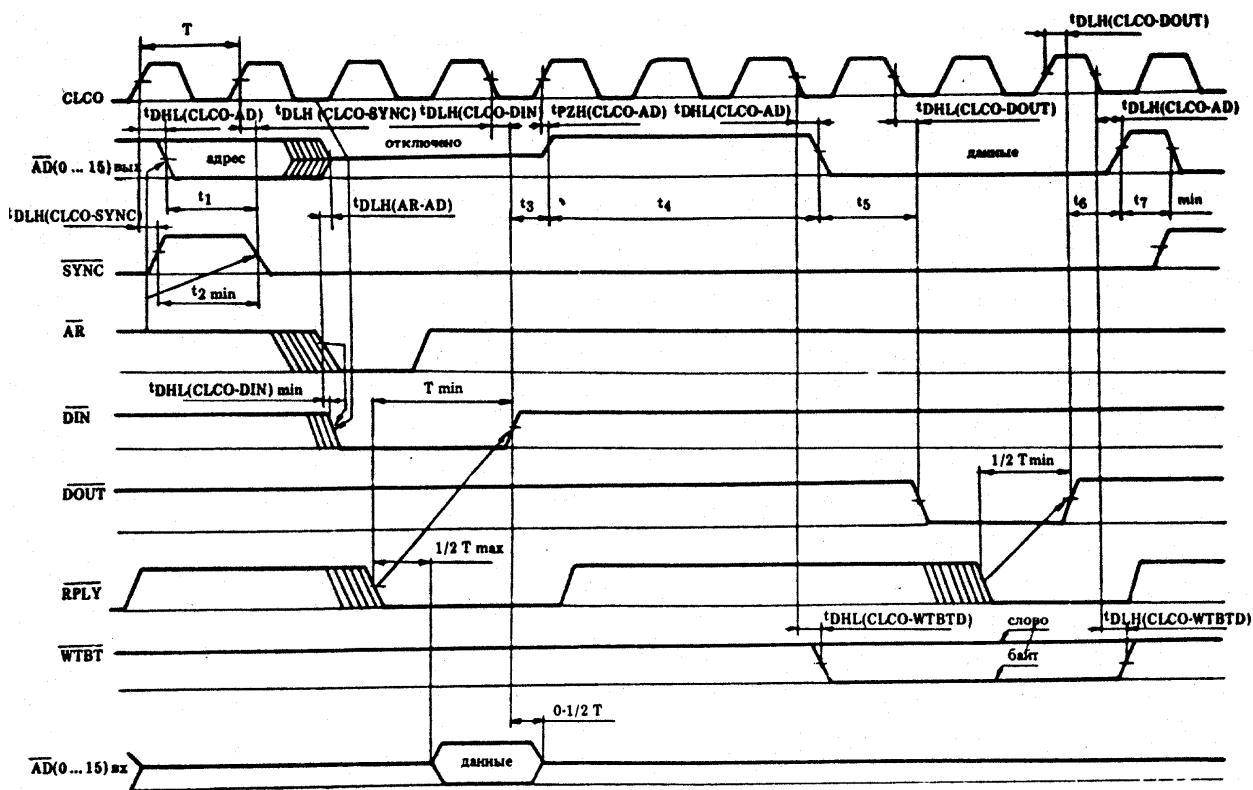 T
tDLH(CLCO-DOUT)
CLCO
tDHL(CLCO-AD)
tDLH (CLCO-SYNC)
tDLH(CLCO-DIN)
tPZH(CLCO-AD)
tDHL(CLCO-AD)
tDHL(CLCO-DOUT)
tDLH(CLCO-AD)
AD(0 ... 15) вых
адрес
отключено
данные
t1
tDLH(AR-AD)
t3
t4
t5
t6
t7
min
tDLH(CLCO-SYNC)
SYNC
t2 min
AR
tDHL(CLCO-DIN) min
T min
DIN
1/2 T min
DOUT
1/2 T max
RPLY
tDHL(CLCO-WTBTD)
слово
tDLH(CLCO-WTBTD)
WTBT
байт
0-1/2 T
AD(0 ... 15) вх
данные